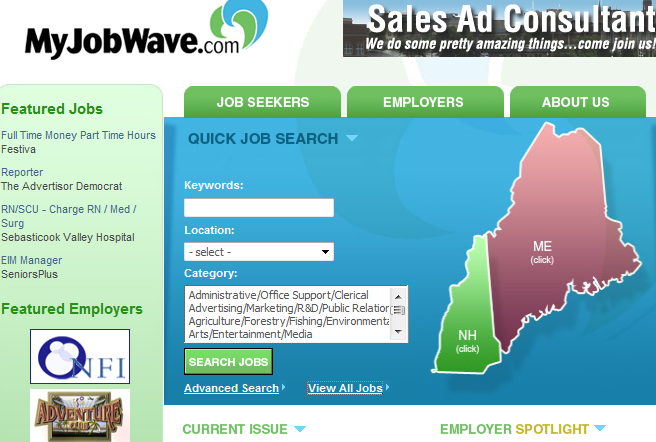 MyJobWave.com
Sales Ad Consultant
We do some pretty amazing things...come join us!
JOB SEEKERS
EMPLOYERS
ABOUT US
Featured Jobs
Full Time Money Part Time Hours
Festiva
Reporter
The Advertisor Democrat
RN/SCU - Charge RN / Med /
Surg
Sebasticook Valley Hospital
EIM Manager
SeniorsPlus
Featured Employers
NFI
ADVENTURE
QUICK JOB SEARCH
Keywords:
Location:
- select -
Category:
Administrative/Office Support/Clerical
Advertising/Marketing/R&D/Public Relation
Agriculture/Forestry/Fishing/Environmenta
Arts/Entertainment/Media
SEARCH JOBS
Advanced Search
View All Jobs
ME
(click)
NH
(click)
CURRENT ISSUE
EMPLOYER SPOTLIGHT